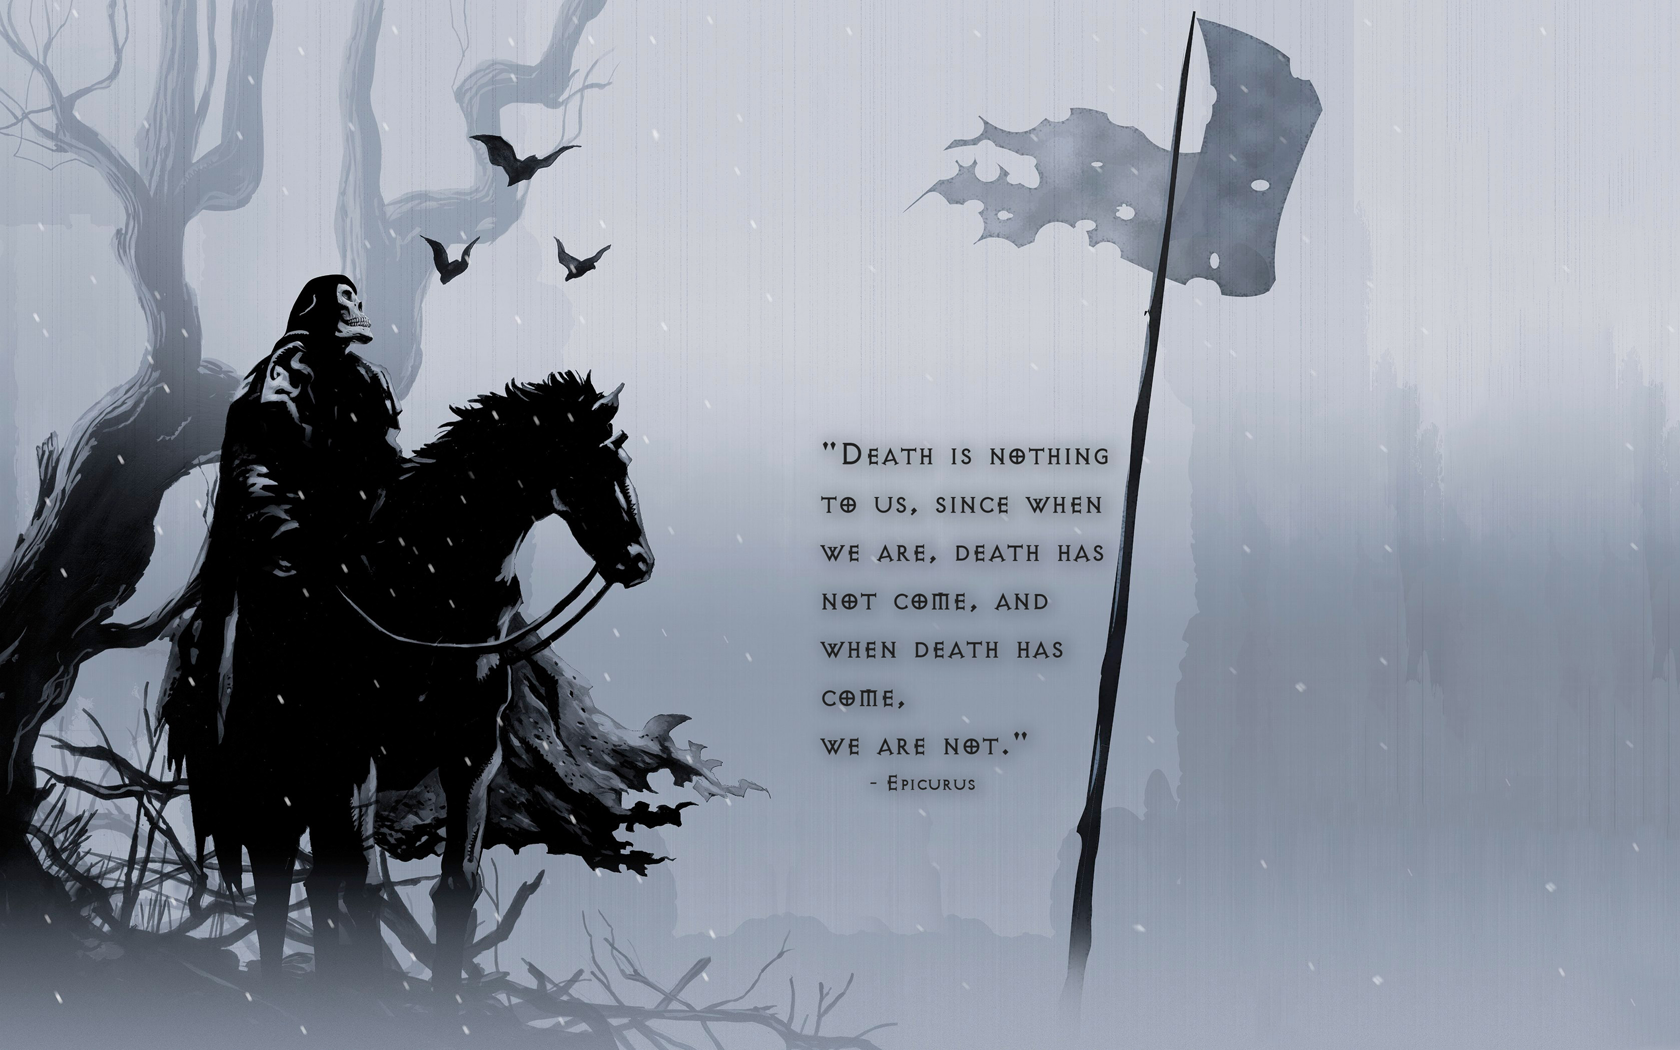 "Death is nothing
to us, since when
we are, death has
not come, and
when death has
come,
we are not."
- Epicurus